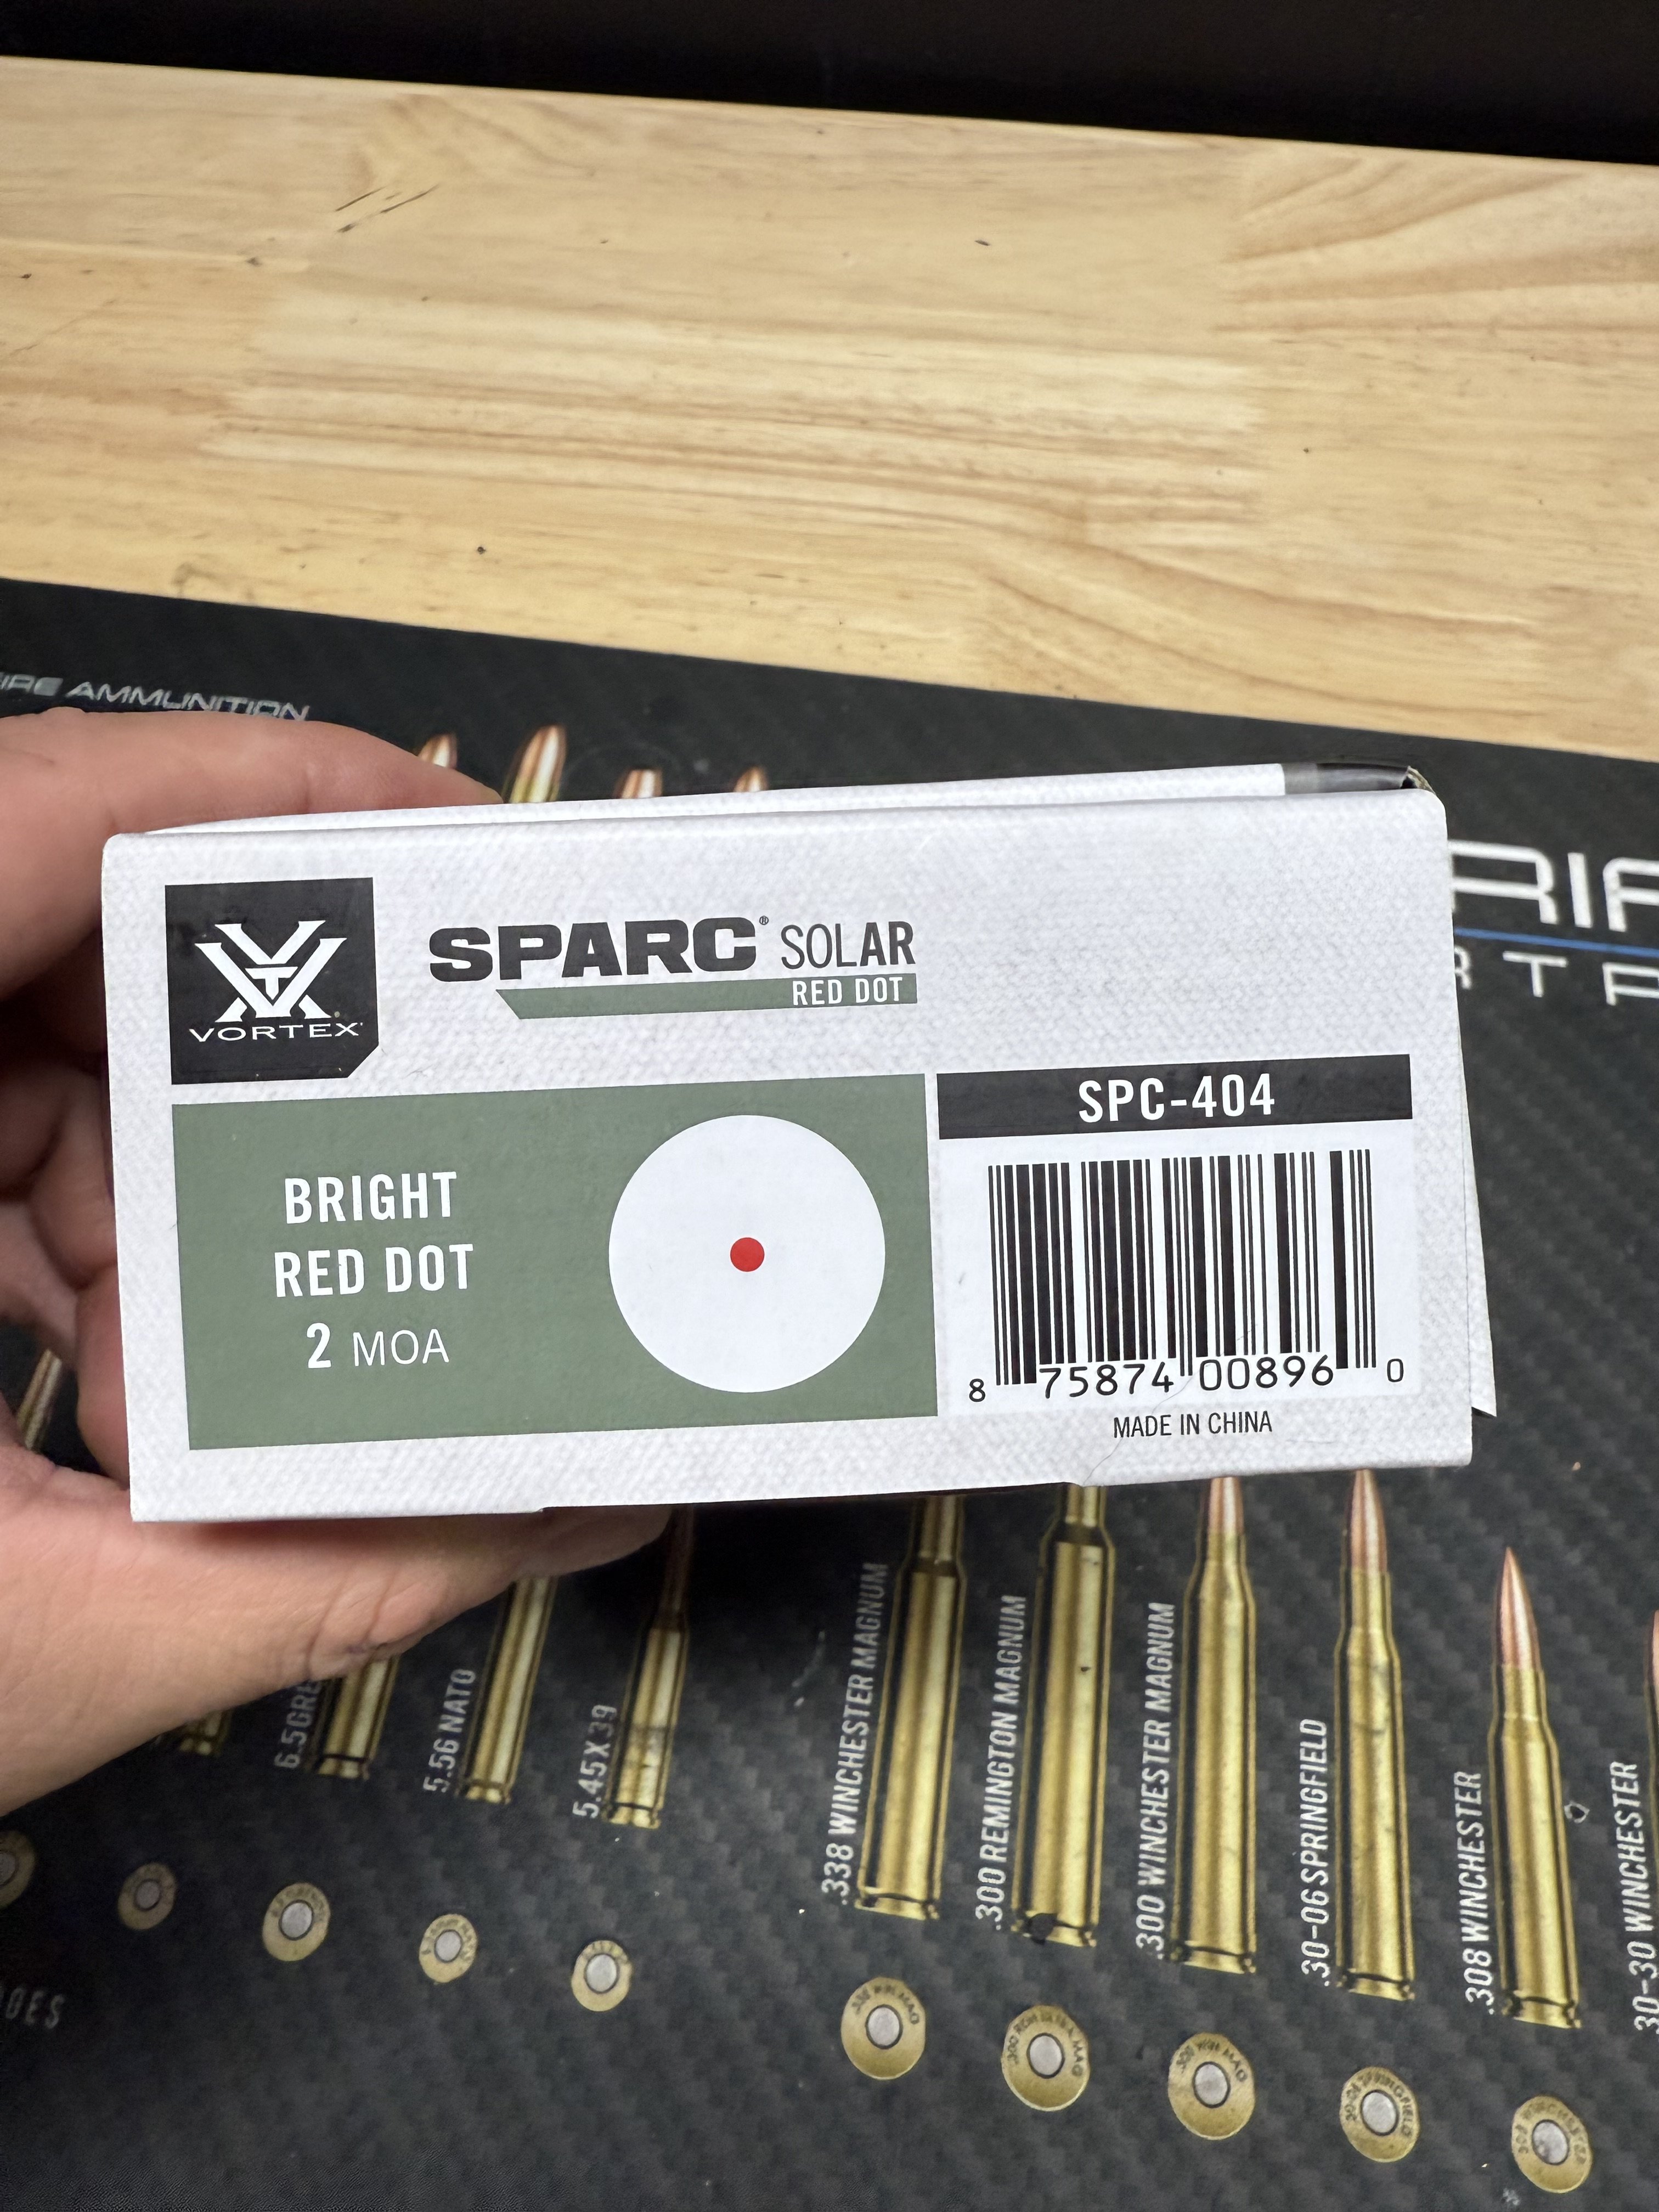 AMMUNITION
VORTEX
SPARC® SOLAR
RED DOT
SPC-404
BRIGHT
RED DOT
2 MOA
8 75874 00896 0
MADE IN CHINA
5.56 NATO
5.45X39
.338 WINCHESTER MAGNUM
.300 REMINGTON MAGNUM
.300 WINCHESTER MAGNUM
.30-06 SPRINGFIELD
.308 WINCHESTER
30-30 WINCHESTER